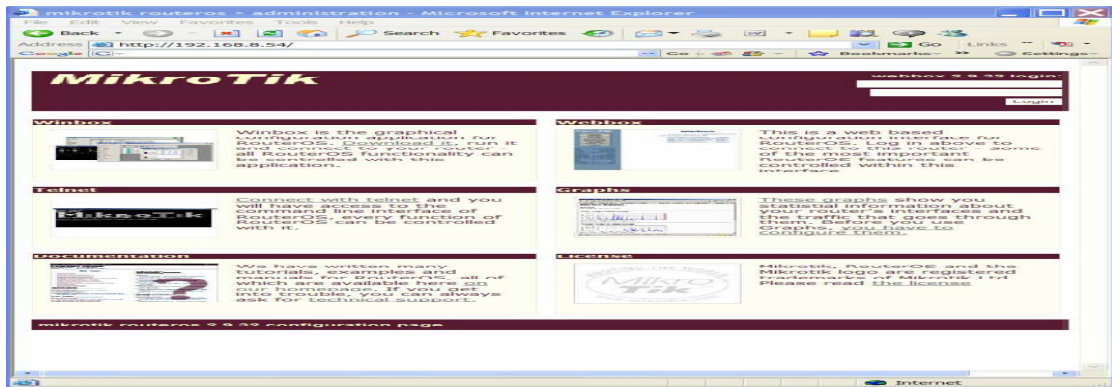 mikrotik routeros > administration - Microsoft Internet Explorer
File Edit View Favorites Tools Help
Back Search Favorites
Address http://192.168.8.54/ Go Links
Google Go Bookmarks Settings
MikroTik
webbox 2.9.32 login:
Login
Winbox
Winbox is the graphical
configuration application for
RouterOS. Download it, run it
and connect to your router -
all RouterOS functionality can
be controlled with this
application.
Webbox
This is a web based
configuration interface for
RouterOS. Log in above to
connect to this router - some
of the most important
RouterOS features can be
controlled within this
interface
Telnet
MikroTik
Connect with telnet and you
will have access to the
command line interface of
RouterOS, every function of
RouterOS can be controlled
with it.
Graphs
These graphs show you
statistial information about
your router's interfaces and
the traffic that goes through
them. Before you use
Graphs, you have to
configure them.
Documentation
We have written many
tutorials, examples and
manuals for RouterOS, all of
which are available here on
our homepage. If you get
into trouble, you can always
ask for technical support.
License
Mikro
Tik
Mikrotik, RouterOS and the
Mikrotik logo are registered
trademarks of Mikrotik Ltd
Please read the license
mikrotik routeros 2.9.32 configuration page
Internet